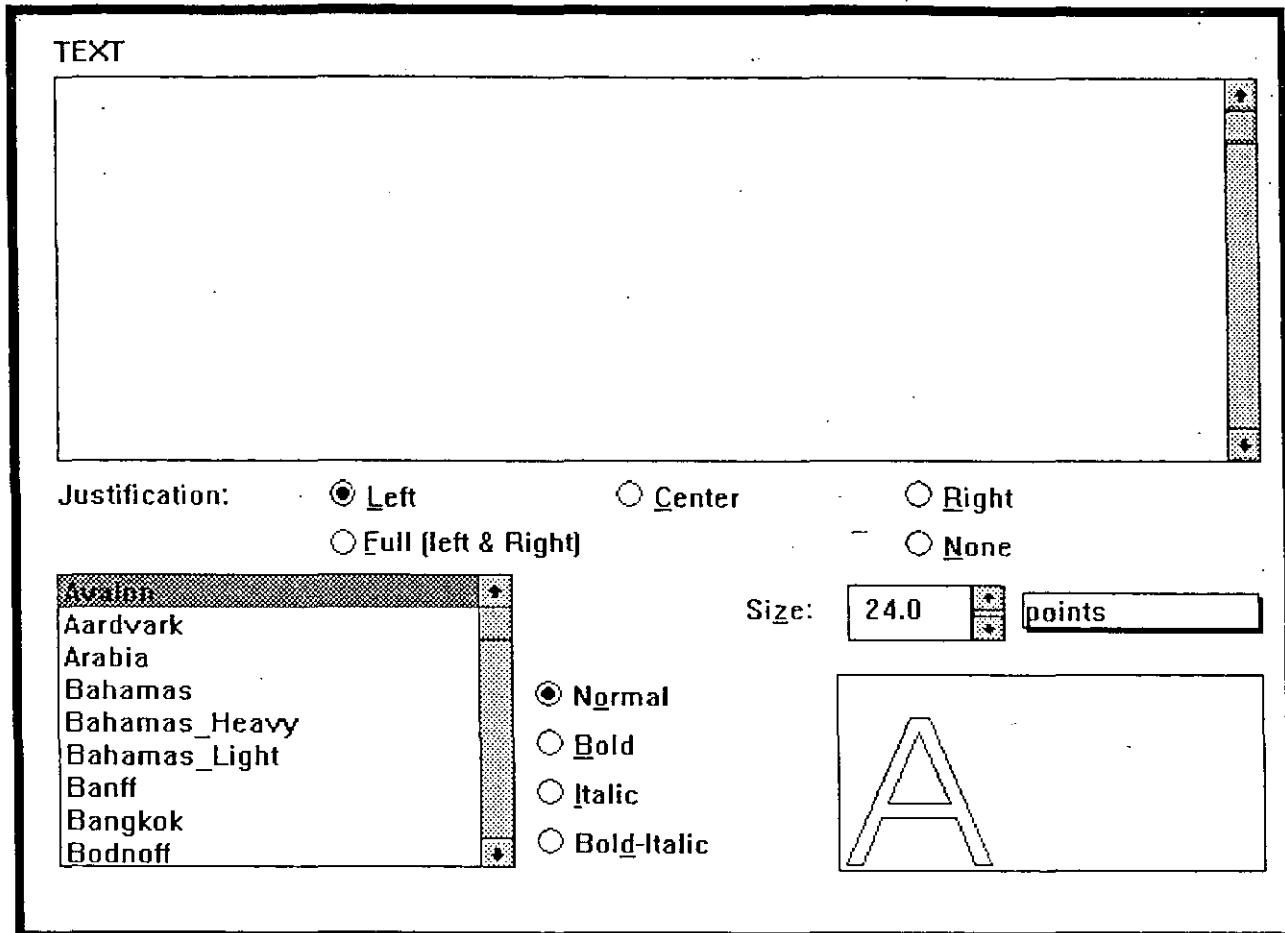 TEXT
Justification: Left Center Right
Full (left & Right) None
Avalon
Aardvark
Arabia
Bahamas
Bahamas_Heavy
Bahamas_Light
Banff
Bangkok
Bodnoff
Normal
Bold
Italic
Bold-Italic
Size: 24.0 points
A